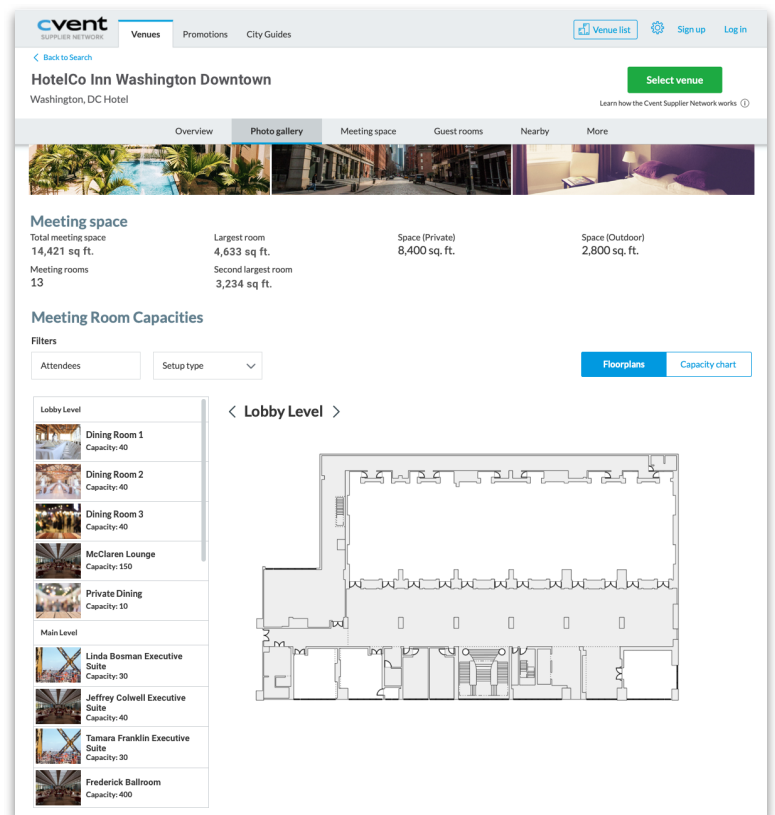 cvent
SUPPLIER NETWORK
Venues
Promotions
City Guides
Venue list
Sign up
Log in
Back to Search
HotelCo Inn Washington Downtown
Washington, DC Hotel
Select venue
Learn how the Cvent Supplier Network works
Overview
Photo gallery
Meeting space
Guest rooms
Nearby
More
Meeting space
Total meeting space
14,421 sq ft.
Largest room
4,633 sq ft.
Space (Private)
8,400 sq. ft.
Space (Outdoor)
2,800 sq. ft.
Meeting rooms
13
Second largest room
3,234 sq ft.
Meeting Room Capacities
Filters
Attendees
Setup type
Floorplans
Capacity chart
Lobby Level
Dining Room 1
Capacity: 40
Dining Room 2
Capacity: 40
Dining Room 3
Capacity: 40
McClaren Lounge
Capacity: 150
Private Dining
Capacity: 10
Main Level
Linda Bosman Executive
Suite
Capacity: 30
Jeffrey Colwell Executive
Suite
Capacity: 40
Tamara Franklin Executive
Suite
Capacity: 30
Frederick Ballroom
Capacity: 400
Lobby Level